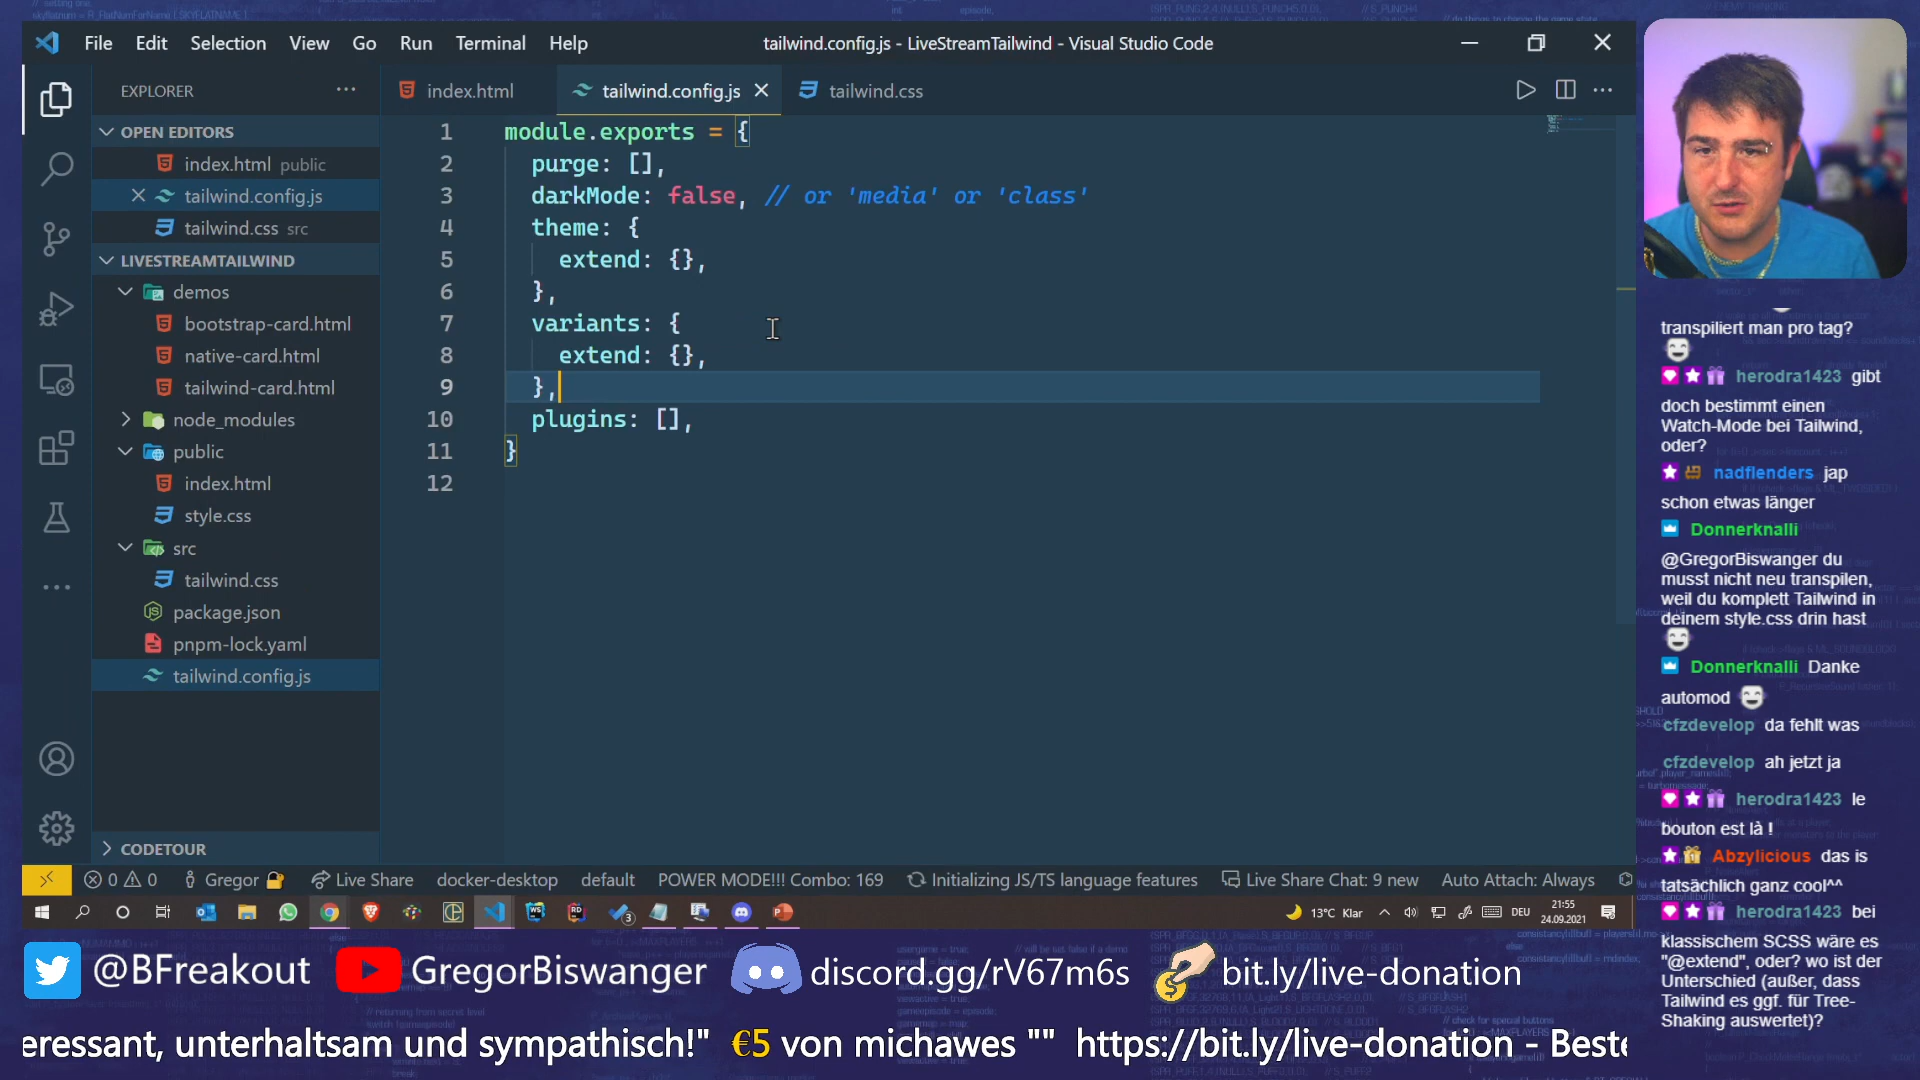 File Edit Selection View Go Run Terminal Help
tailwind.config.js - LiveStreamTailwind - Visual Studio Code
EXPLORER
OPEN EDITORS
index.html public
tailwind.config.js
tailwind.css src
LIVESTREAMTAILWIND
demos
bootstrap-card.html
native-card.html
tailwind-card.html
node_modules
public
index.html
style.css
src
tailwind.css
package.json
pnpm-lock.yaml
tailwind.config.js
CODETOUR
index.html tailwind.config.js tailwind.css
1 module.exports = {
2 purge: [],
3 darkMode: false, // or 'media' or 'class'
4 theme: {
5 extend: {},
6 },
7 variants: {
8 extend: {},
9 },
10 plugins: [],
11 }
12
0 0 Gregor Live Share docker-desktop default POWER MODE!!! Combo: 169 Initializing JS/TS language features Live Share Chat: 9 new Auto Attach: Always
3 13°C Klar DEU 21:55
24.09.2021
transpiliert man pro tag?
herodra1423 gibt
doch bestimmt einen
Watch-Mode bei Tailwind,
oder?
nadflenders jap
schon etwas länger
Donnerknalli
@GregorBiswanger du
musst nicht neu transpilen,
weil du komplett Tailwind in
deinem style.css drin hast
Donnerknalli Danke
automod
cfzdevelop da fehlt was
cfzdevelop ah jetzt ja
herodra1423 le
bouton est là !
Abzylicious das is
tatsächlich ganz cool^^
herodra1423 bei
klassischem SCSS wäre es
"@extend", oder? wo ist der
Unterschied (außer, dass
Tailwind es ggf. für Tree-
Shaking auswertet)?
@BFreakout GregorBiswanger discord.gg/rV67m6s bit.ly/live-donation
eressant, unterhaltsam und sympathisch!" €5 von michawes "" https://bit.ly/live-donation - Beste